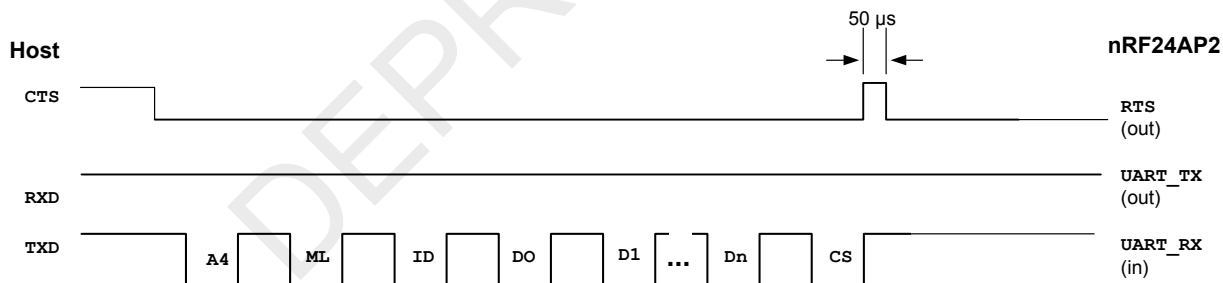 50 µs
Host
nRF24AP2
CTS
RTS
(out)
RXD
UART_TX
(out)
TXD
A4
ML
ID
DO
D1
...
Dn
CS
UART_RX
(in)
DEPR